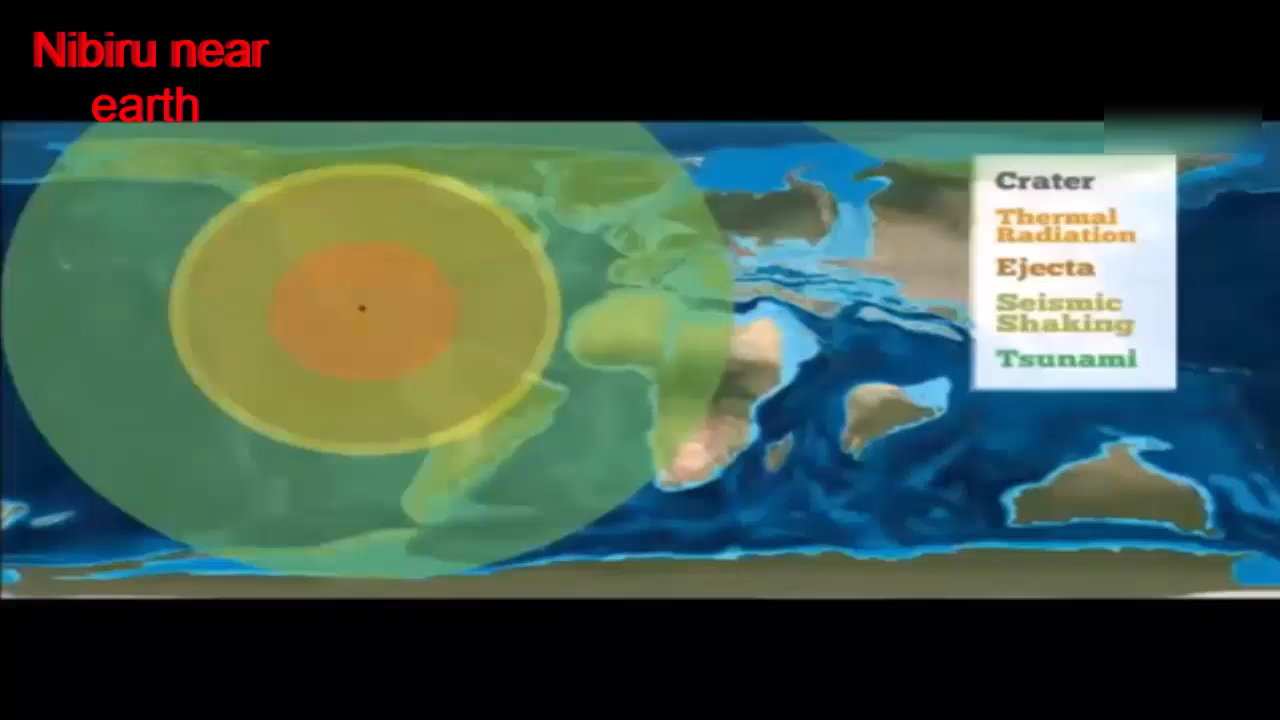 Nibiru near
earth
Crater
Thermal
Radiation
Ejecta
Seismic
Shaking
Tsunami